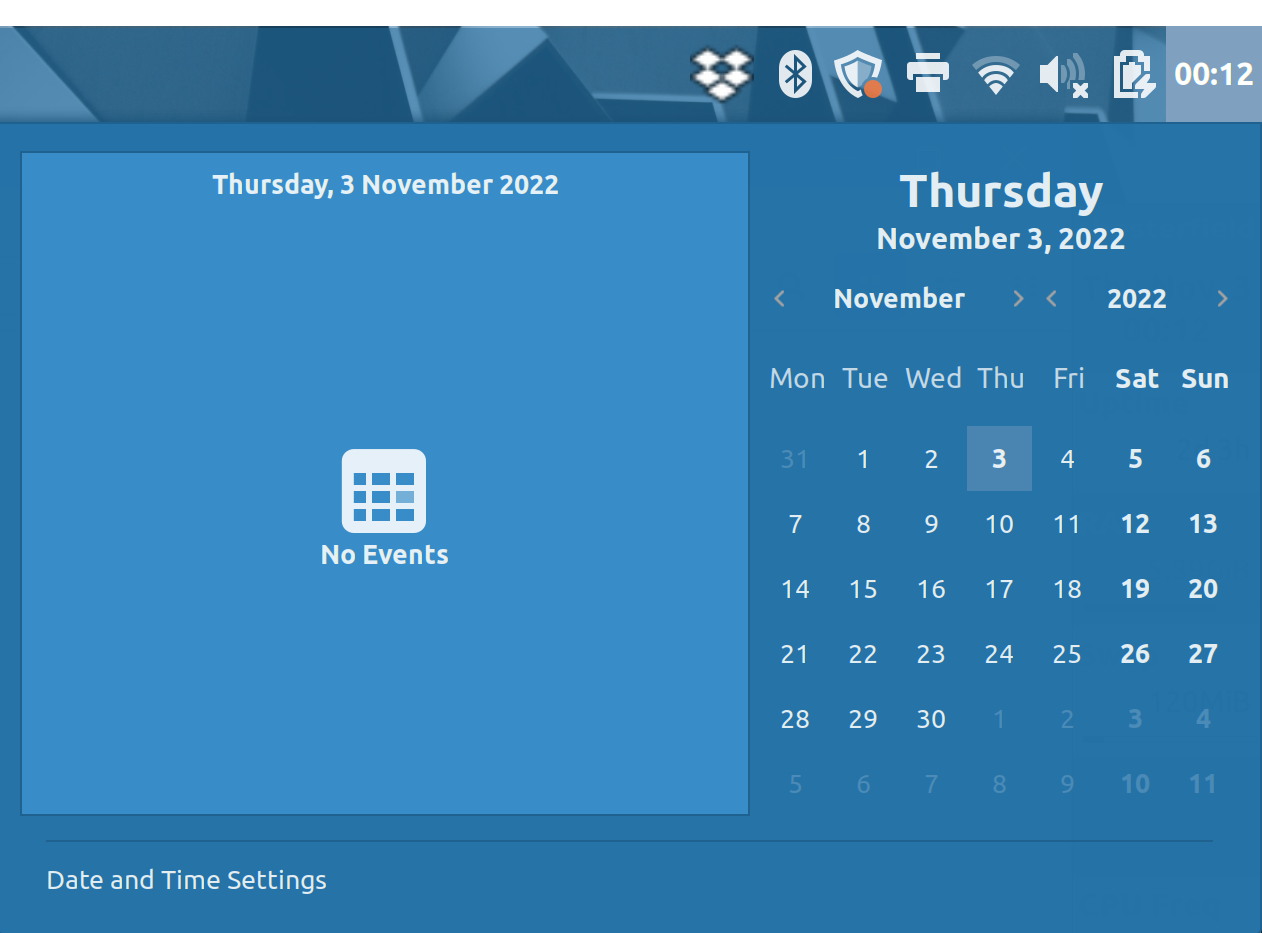 00:12
Thursday, 3 November 2022
No Events
Thursday
November 3, 2022
November 2022
Mon Tue Wed Thu Fri Sat Sun
31 1 2 3 4 5 6
7 8 9 10 11 12 13
14 15 16 17 18 19 20
21 22 23 24 25 26 27
28 29 30 1 2 3 4
5 6 7 8 9 10 11
Date and Time Settings